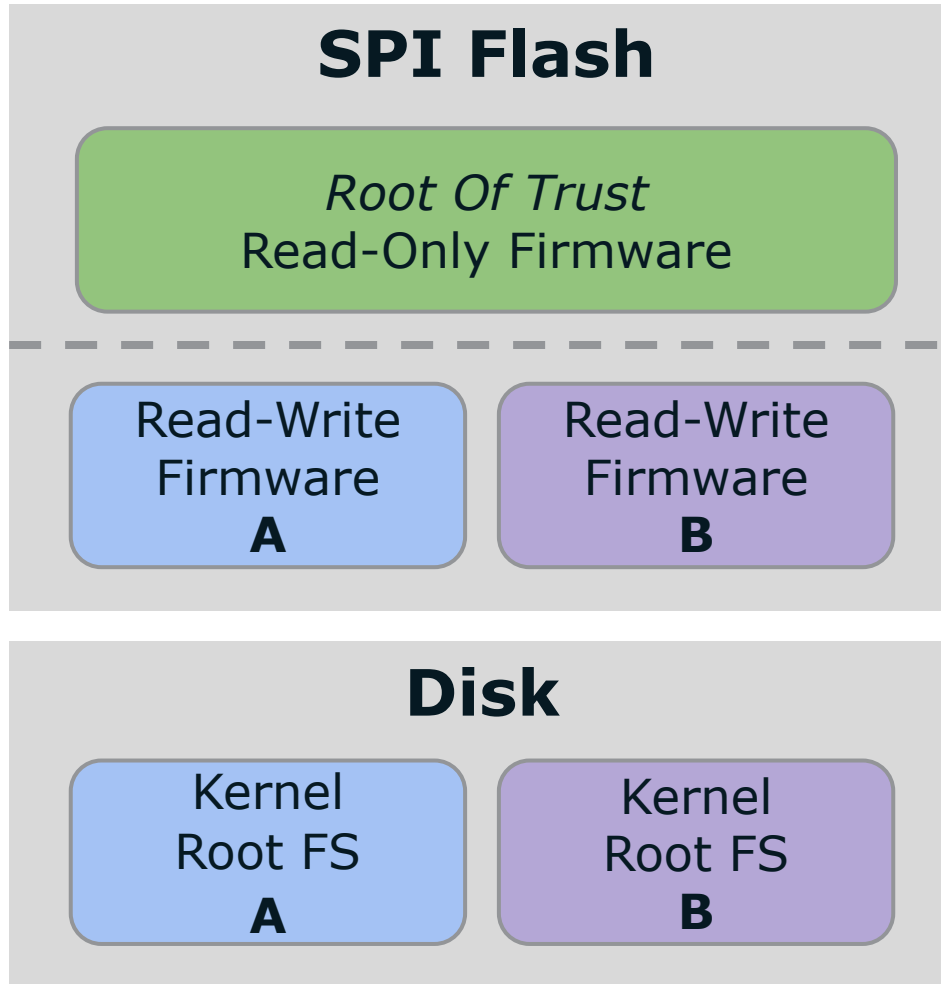 SPI Flash
Root Of Trust
Read-Only Firmware
Read-Write
Firmware
A
Read-Write
Firmware
B
Disk
Kernel
Root FS
A
Kernel
Root FS
B